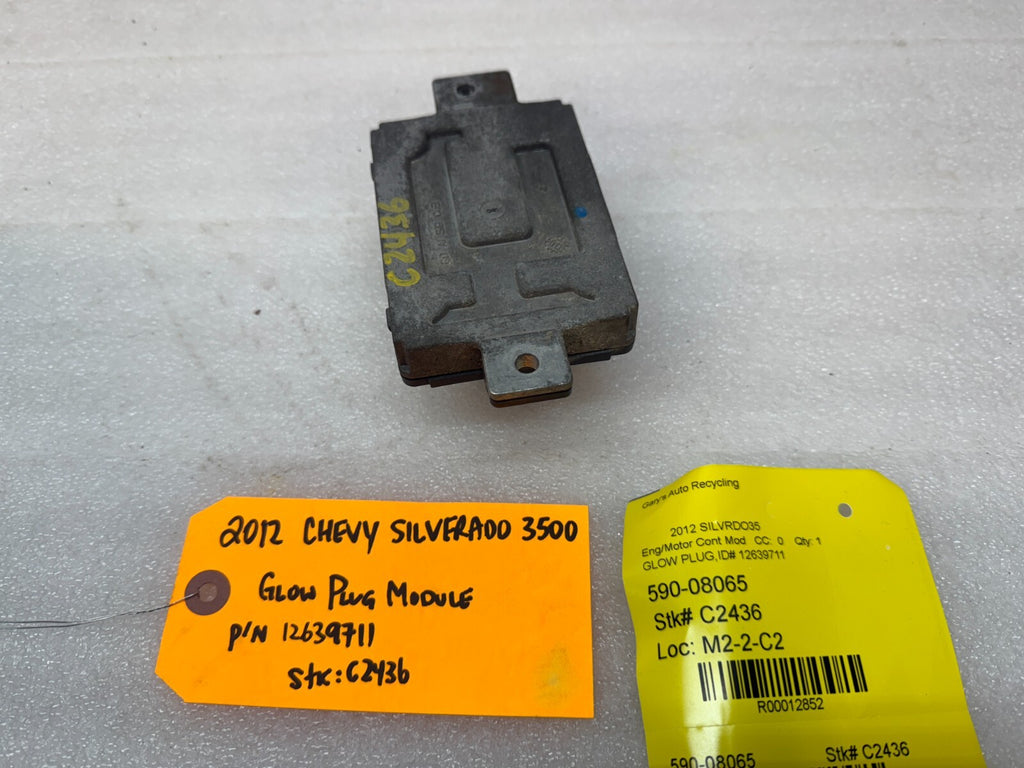 C2436
2012 CHEVY SILVERADO 3500
GLOW PLUG MODULE
P/N 12639711
Stk: C2436
Gary's Auto Recycling
2012 SILVRDO35
Eng/Motor Cont Mod CC: 0 Qty: 1
GLOW PLUG,ID# 12639711
590-08065
Stk# C2436
Loc: M2-2-C2
R00012852
590-08065 Stk# C2436